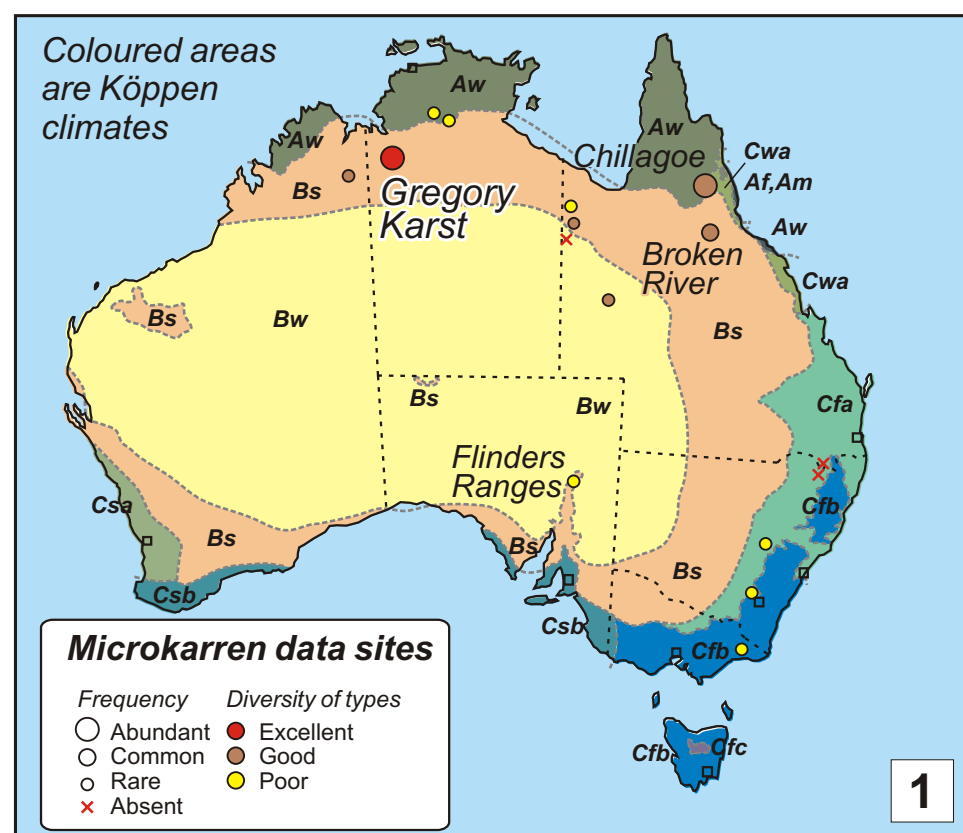 Coloured areas
are Köppen
climates
Aw
Aw
Aw
Chillagoe
Cwa
Af,Am
Bs
Gregory
Karst
Aw
Broken
River
Cwa
Bs
Bw
Bs
Bs
Bw
Cfa
Flinders
Ranges
Csa
Cfb
Bs
Bs
Bs
Csb
Csb
Cfb
Cfb
Cfc
Microkarren data sites
Frequency Diversity of types
Abundant Excellent
Common Good
Rare Poor
Absent
1